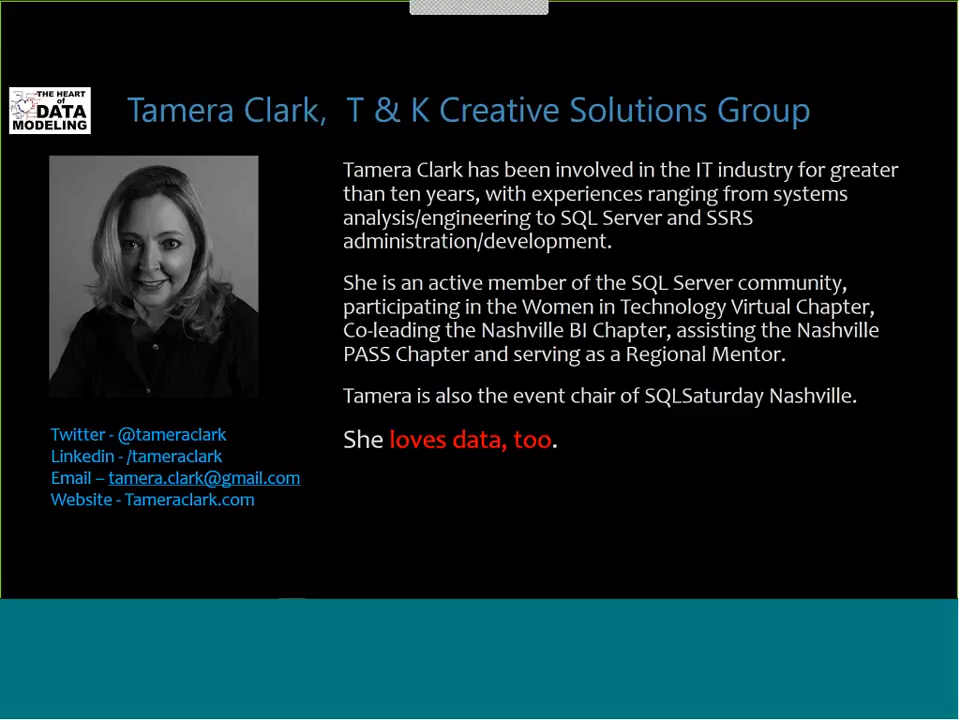 THE HEART
of
DATA
MODELING
Tamera Clark, T & K Creative Solutions Group
Tamera Clark has been involved in the IT industry for greater
than ten years, with experiences ranging from systems
analysis/engineering to SQL Server and SSRS
administration/development.
She is an active member of the SQL Server community,
participating in the Women in Technology Virtual Chapter,
Co-leading the Nashville BI Chapter, assisting the Nashville
PASS Chapter and serving as a Regional Mentor.
Tamera is also the event chair of SQLSaturday Nashville.
She loves data, too.
Twitter - @tameraclark
Linkedin - /tameraclark
Email – tamera.clark@gmail.com
Website - Tameraclark.com